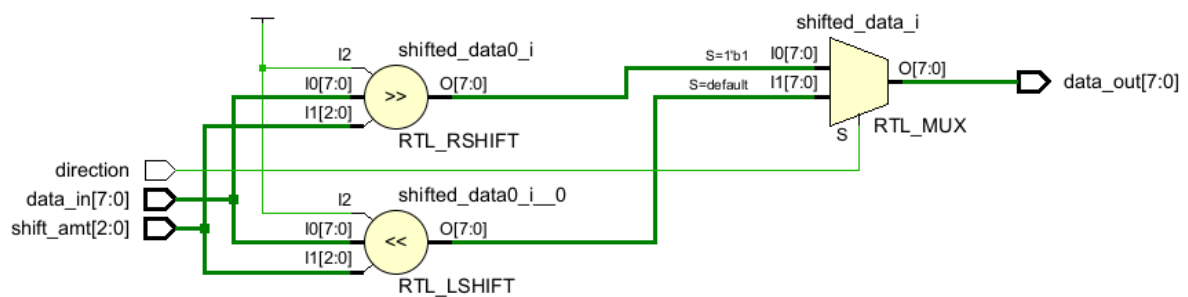 shifted_data_i
shifted_data0_i
I2
S=1'b1
I0[7:0]
I0[7:0]
O[7:0]
O[7:0]
>>
S=default
I1[7:0]
data_out[7:0]
I1[2:0]
RTL_RSHIFT
S
RTL_MUX
direction
data_in[7:0]
I2
shifted_data0_i__0
shift_amt[2:0]
I0[7:0]
O[7:0]
<<
I1[2:0]
RTL_LSHIFT